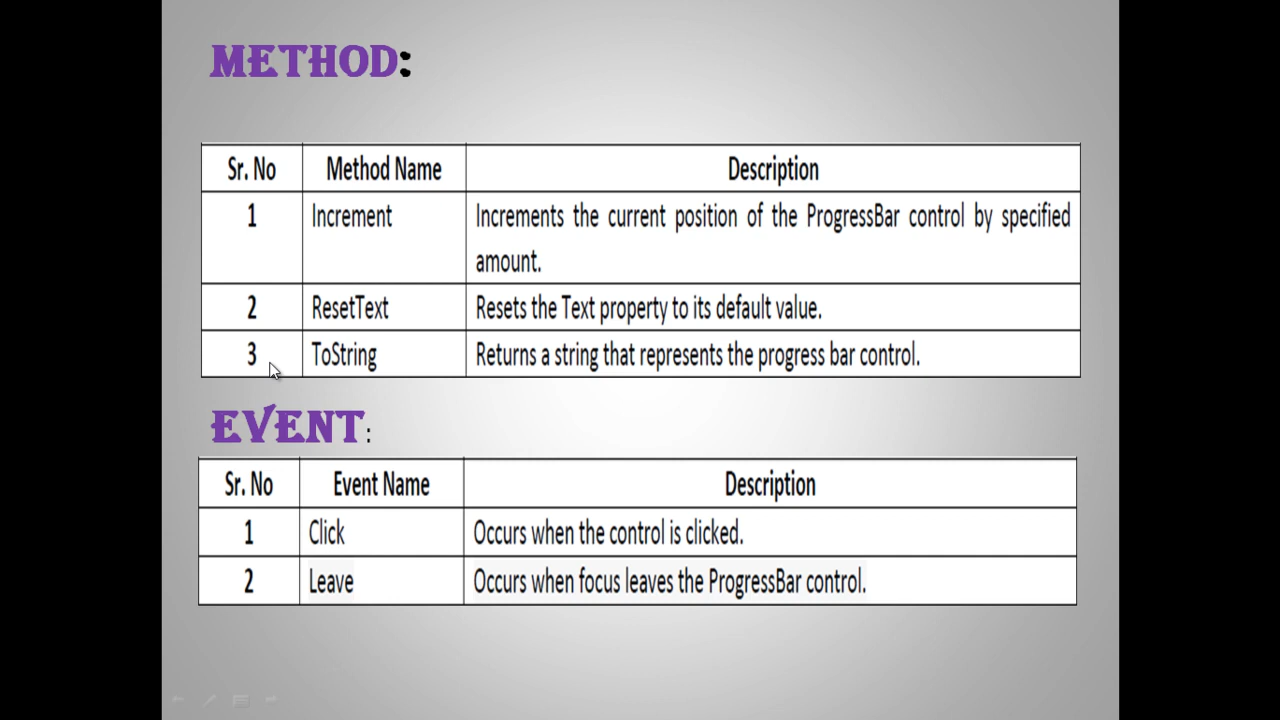 METHOD:
Sr. No Method Name Description
1 Increment Increments the current position of the ProgressBar control by specified
amount.
2 ResetText Resets the Text property to its default value.
3 ToString Returns a string that represents the progress bar control.
EVENT:
Sr. No Event Name Description
1 Click Occurs when the control is clicked.
2 Leave Occurs when focus leaves the ProgressBar control.